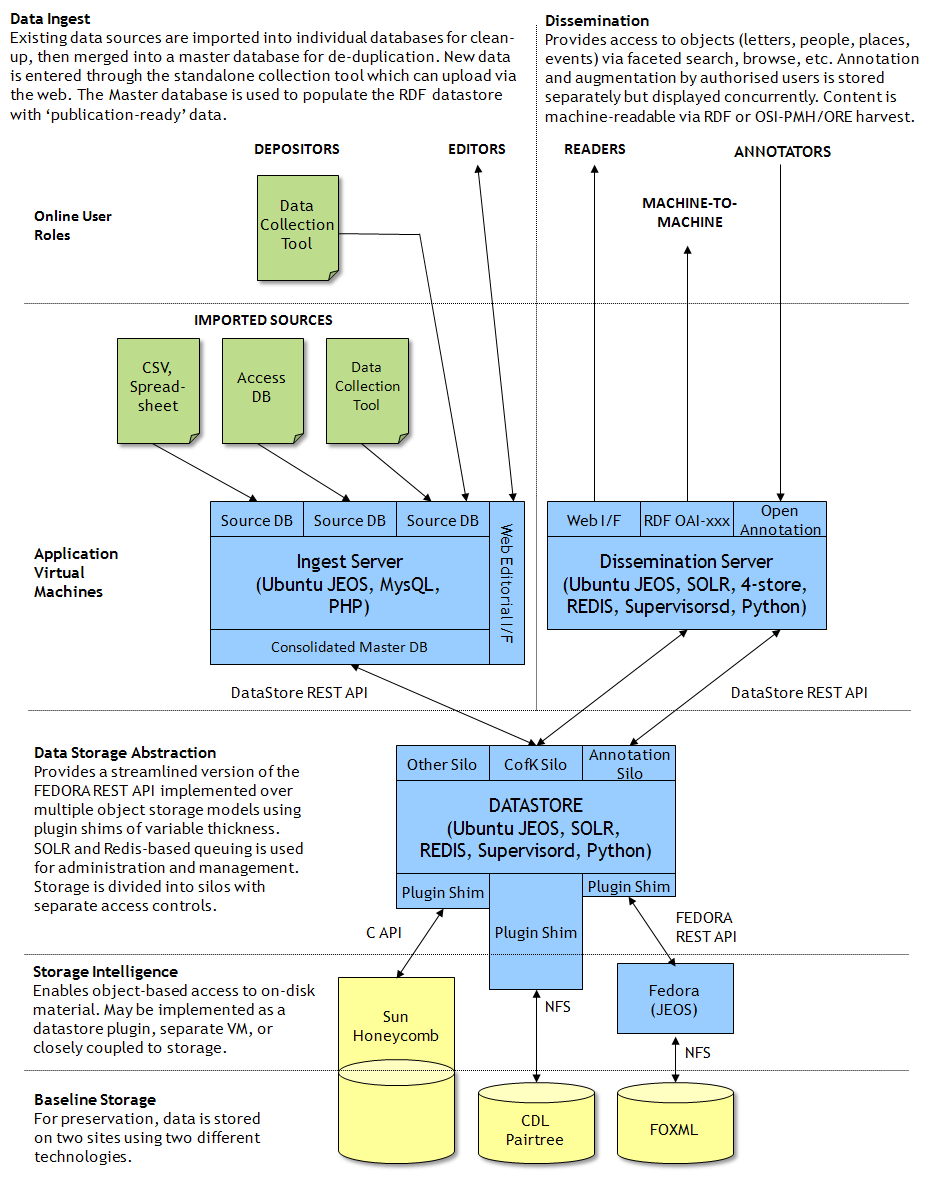 Data Ingest
Existing data sources are imported into individual databases for clean-
up, then merged into a master database for de-duplication. New data
is entered through the standalone collection tool which can upload via
the web. The Master database is used to populate the RDF datastore
with ‘publication-ready’ data.
Dissemination
Provides access to objects (letters, people, places,
events) via faceted search, browse, etc. Annotation
and augmentation by authorised users is stored
separately but displayed concurrently. Content is
machine-readable via RDF or OSI-PMH/ORE harvest.
DEPOSITORS
EDITORS
READERS
ANNOTATORS
Online User
Roles
Data
Collection
Tool
MACHINE-TO-
MACHINE
IMPORTED SOURCES
CSV,
Spread-
sheet
Access
DB
Data
Collection
Tool
Application
Virtual
Machines
Source DB
Source DB
Source DB
Web Editorial I/F
Ingest Server
(Ubuntu JEOS, MysQL,
PHP)
Consolidated Master DB
Web I/F
RDF OAI-xxx
Open
Annotation
Dissemination Server
(Ubuntu JEOS, SOLR, 4-store,
REDIS, Supervisorsd, Python)
DataStore REST API
DataStore REST API
Data Storage Abstraction
Provides a streamlined version of the
FEDORA REST API implemented over
multiple object storage models using
plugin shims of variable thickness.
SOLR and Redis-based queuing is used
for administration and management.
Storage is divided into silos with
separate access controls.
Other Silo
CofK Silo
Annotation
Silo
DATASTORE
(Ubuntu JEOS, SOLR,
REDIS, Supervisord, Python)
Plugin Shim
Plugin Shim
Plugin Shim
C API
FEDORA
REST API
Storage Intelligence
Enables object-based access to on-disk
material. May be implemented as a
datastore plugin, separate VM, or
closely coupled to storage.
Sun
Honeycomb
NFS
Fedora
(JEOS)
NFS
Baseline Storage
For preservation, data is stored
on two sites using two different
technologies.
CDL
Pairtree
FOXML